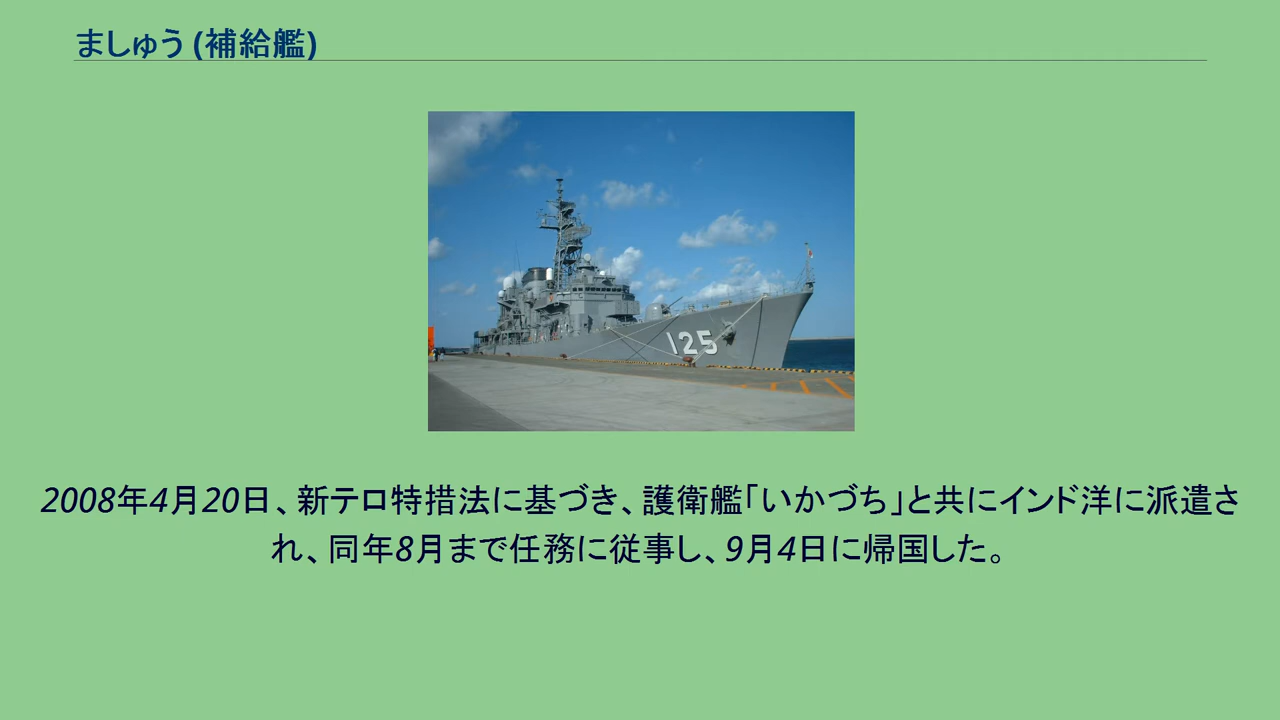 ましゅう (補給艦)
125
2008年4月20日、新テロ特措法に基づき、護衛艦「いかづち」と共にインド洋に派遣さ
れ、同年8月まで任務に従事し、9月4日に帰国した。